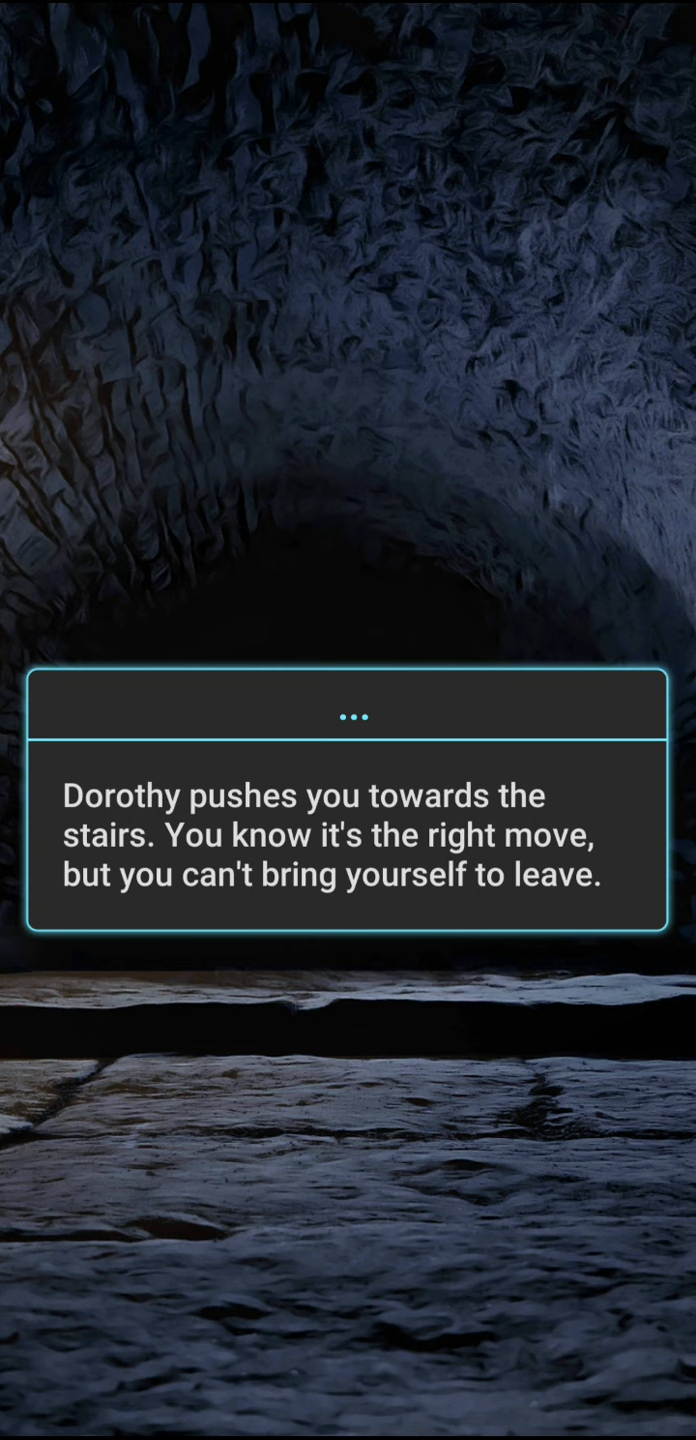 ...
Dorothy pushes you towards the
stairs. You know it's the right move,
but you can't bring yourself to leave.